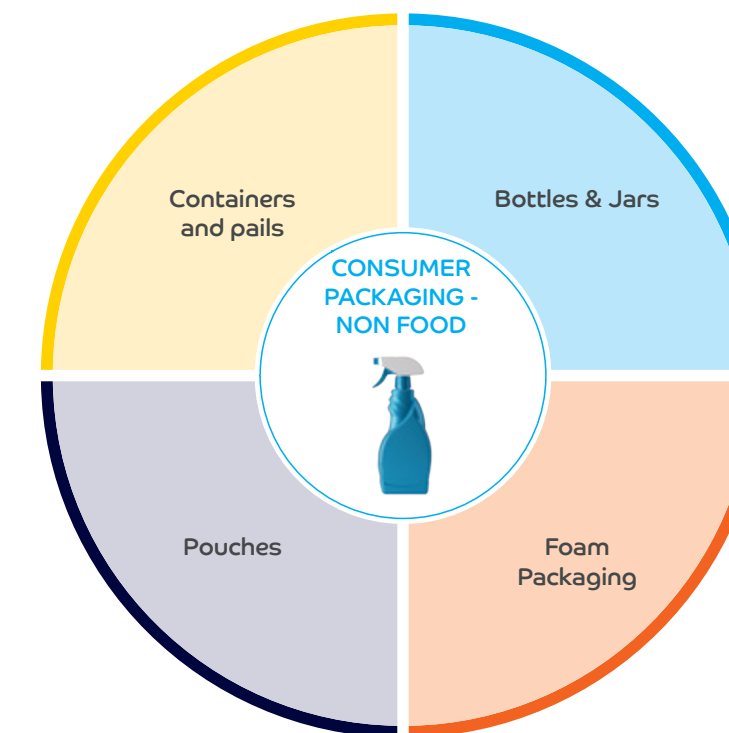 Containers
and pails
Bottles & Jars
CONSUMER
PACKAGING -
NON FOOD
Pouches
Foam
Packaging